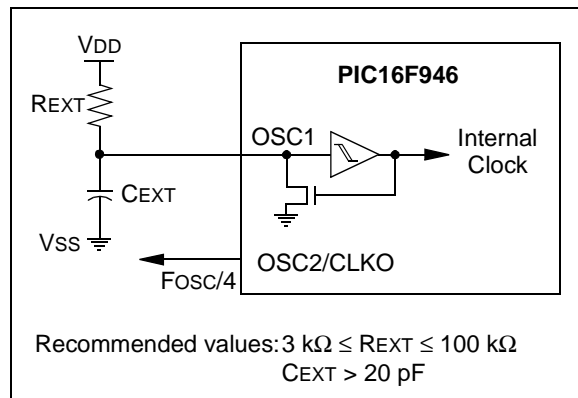 VDD
PIC16F946
REXT
OSC1
Internal
Clock
CEXT
VSS
OSC2/CLKO
FOSC/4
Recommended values: 3 kΩ ≤ REXT ≤ 100 kΩ
CEXT > 20 pF